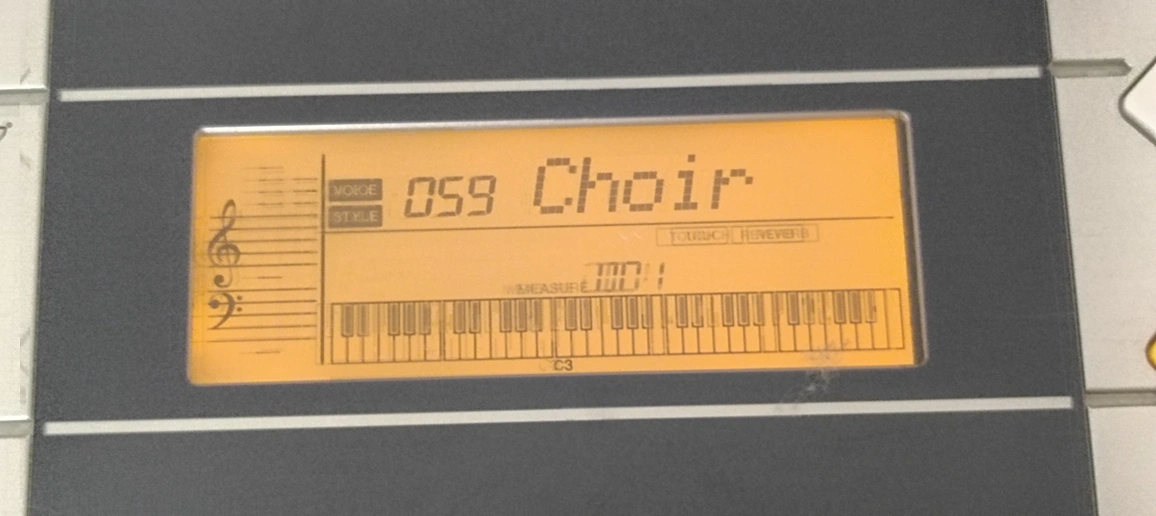 VOICE
STYLE
059 Choir
TOUCH REVERB
MEASURE 001
C3